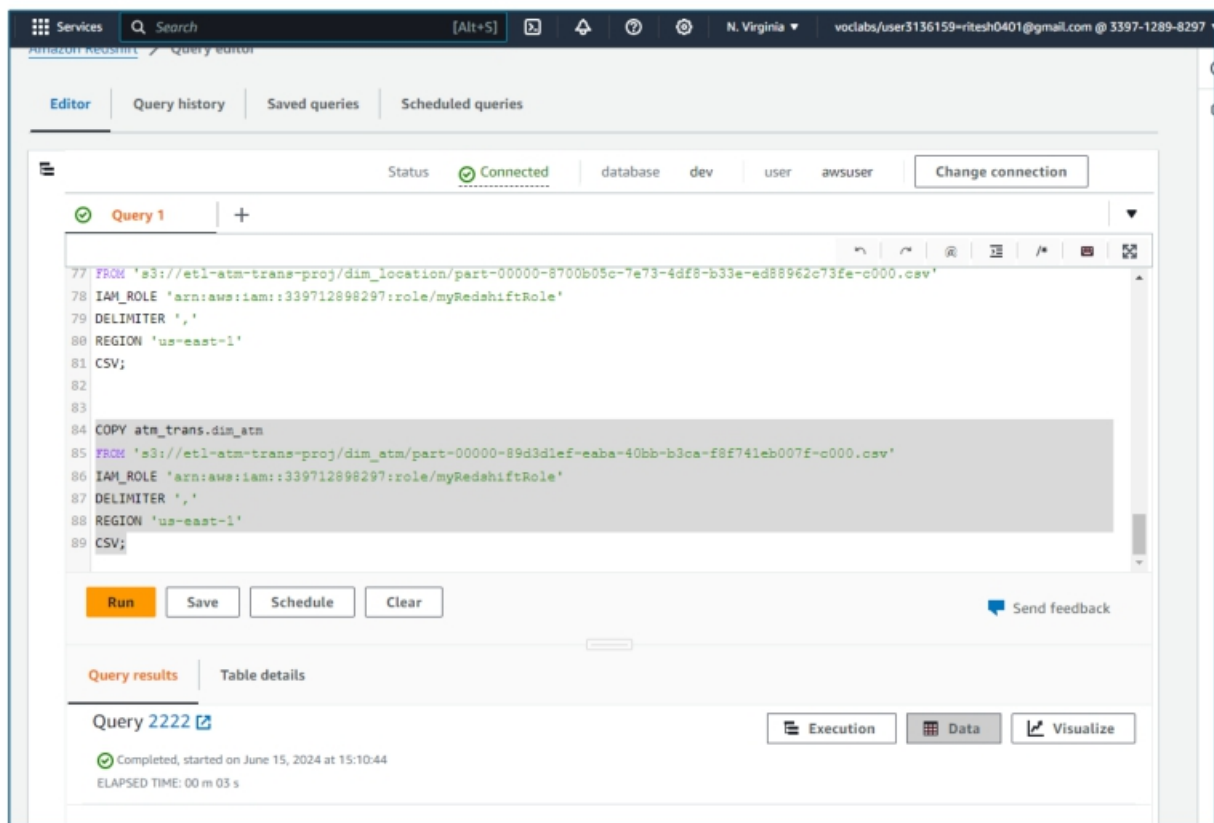 Services Search [Alt+S] N. Virginia ▼ voclabs/user3136159=ritesh0401@gmail.com @ 3397-1289-8297
Amazon Redshift > Query editor
Editor Query history Saved queries Scheduled queries
Status Connected database dev user awsuser Change connection
Query 1 +
77 FROM 's3://etl-atm-trans-proj/dim_location/part-00000-8700b05c-7e73-4df8-b33e-ed88962c73fe-c000.csv'
78 IAM_ROLE 'arn:aws:iam::339712898297:role/myRedshiftRole'
79 DELIMITER ','
80 REGION 'us-east-1'
81 CSV;
82
83
84 COPY atm_trans.dim_atm
85 FROM 's3://etl-atm-trans-proj/dim_atm/part-00000-89d3d1ef-eaba-40bb-b3ca-f8f741eb007f-c000.csv'
86 IAM_ROLE 'arn:aws:iam::339712898297:role/myRedshiftRole'
87 DELIMITER ','
88 REGION 'us-east-1'
89 CSV;
Run Save Schedule Clear Send feedback
Query results Table details
Query 2222 Execution Data Visualize
Completed, started on June 15, 2024 at 15:10:44
ELAPSED TIME: 00 m 03 s